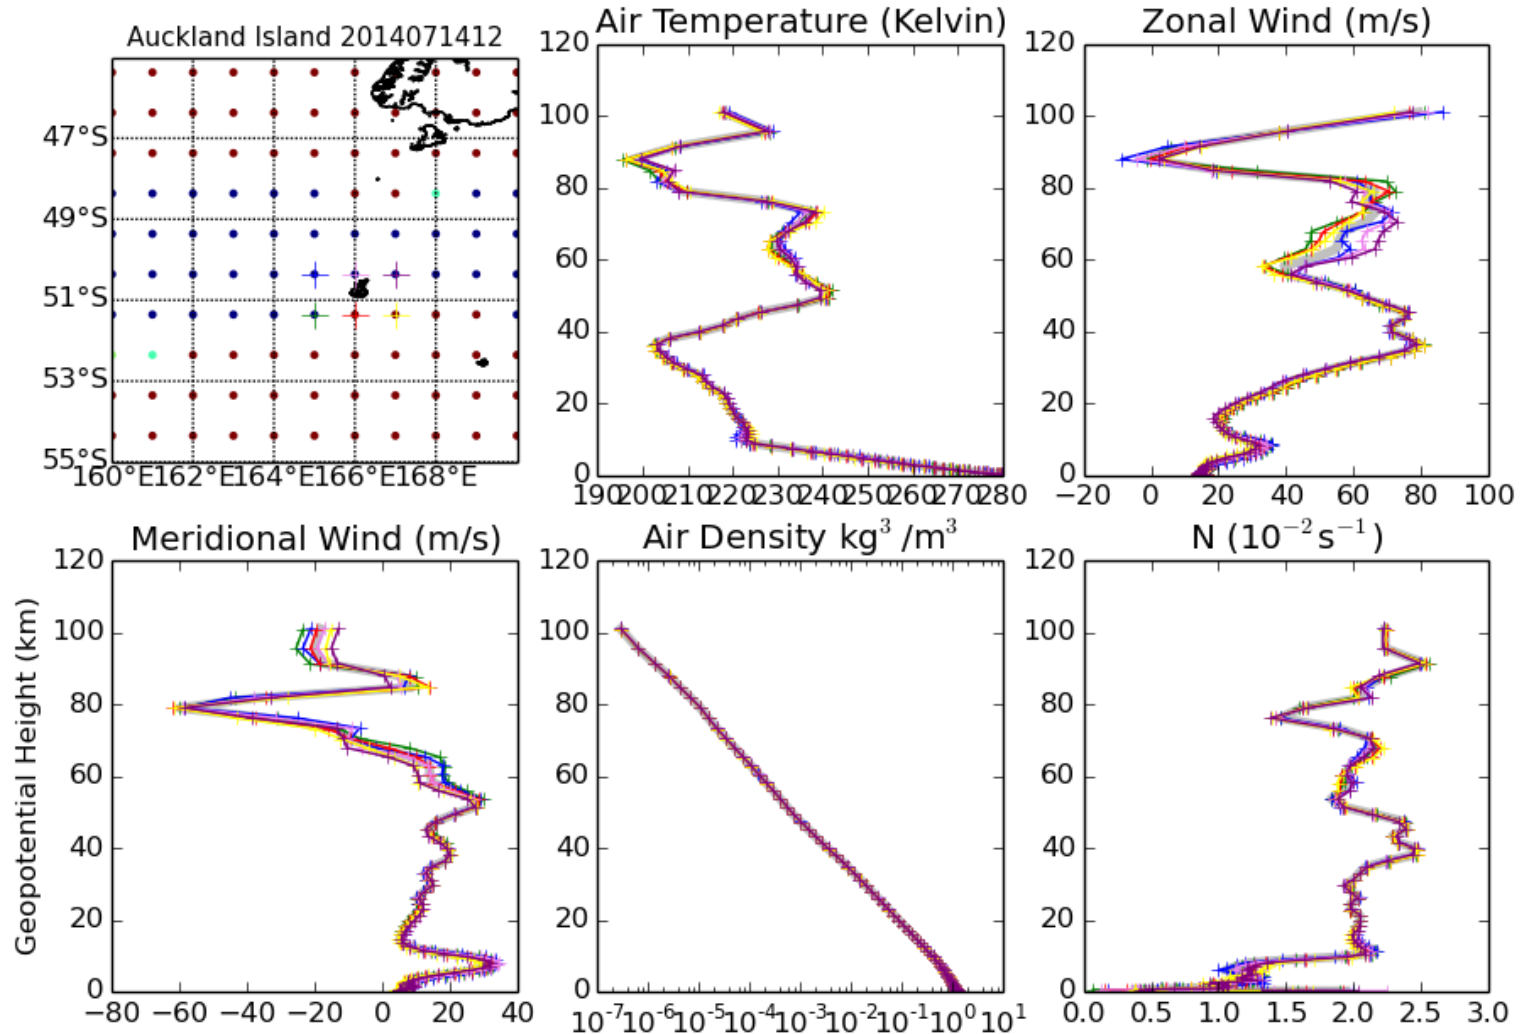 Auckland Island 2014071412
47°S
49°S
51°S
53°S
55°S
160°E162°E164°E166°E168°E
Air Temperature (Kelvin)
120
100
80
60
40
20
0
190200210220230240250260270280
Zonal Wind (m/s)
120
100
80
60
40
20
0
−20 0 20 40 60 80 100
Meridional Wind (m/s)
Geopotential Height (km)
120
100
80
60
40
20
0
−80 −60 −40 −20 0 20 40
Air Density kg³ /m³
120
100
80
60
40
20
0
10⁻⁷10⁻⁶10⁻⁵10⁻⁴10⁻³10⁻²10⁻¹10⁰ 10¹
N (10⁻² s⁻¹)
120
100
80
60
40
20
0
0.0 0.5 1.0 1.5 2.0 2.5 3.0